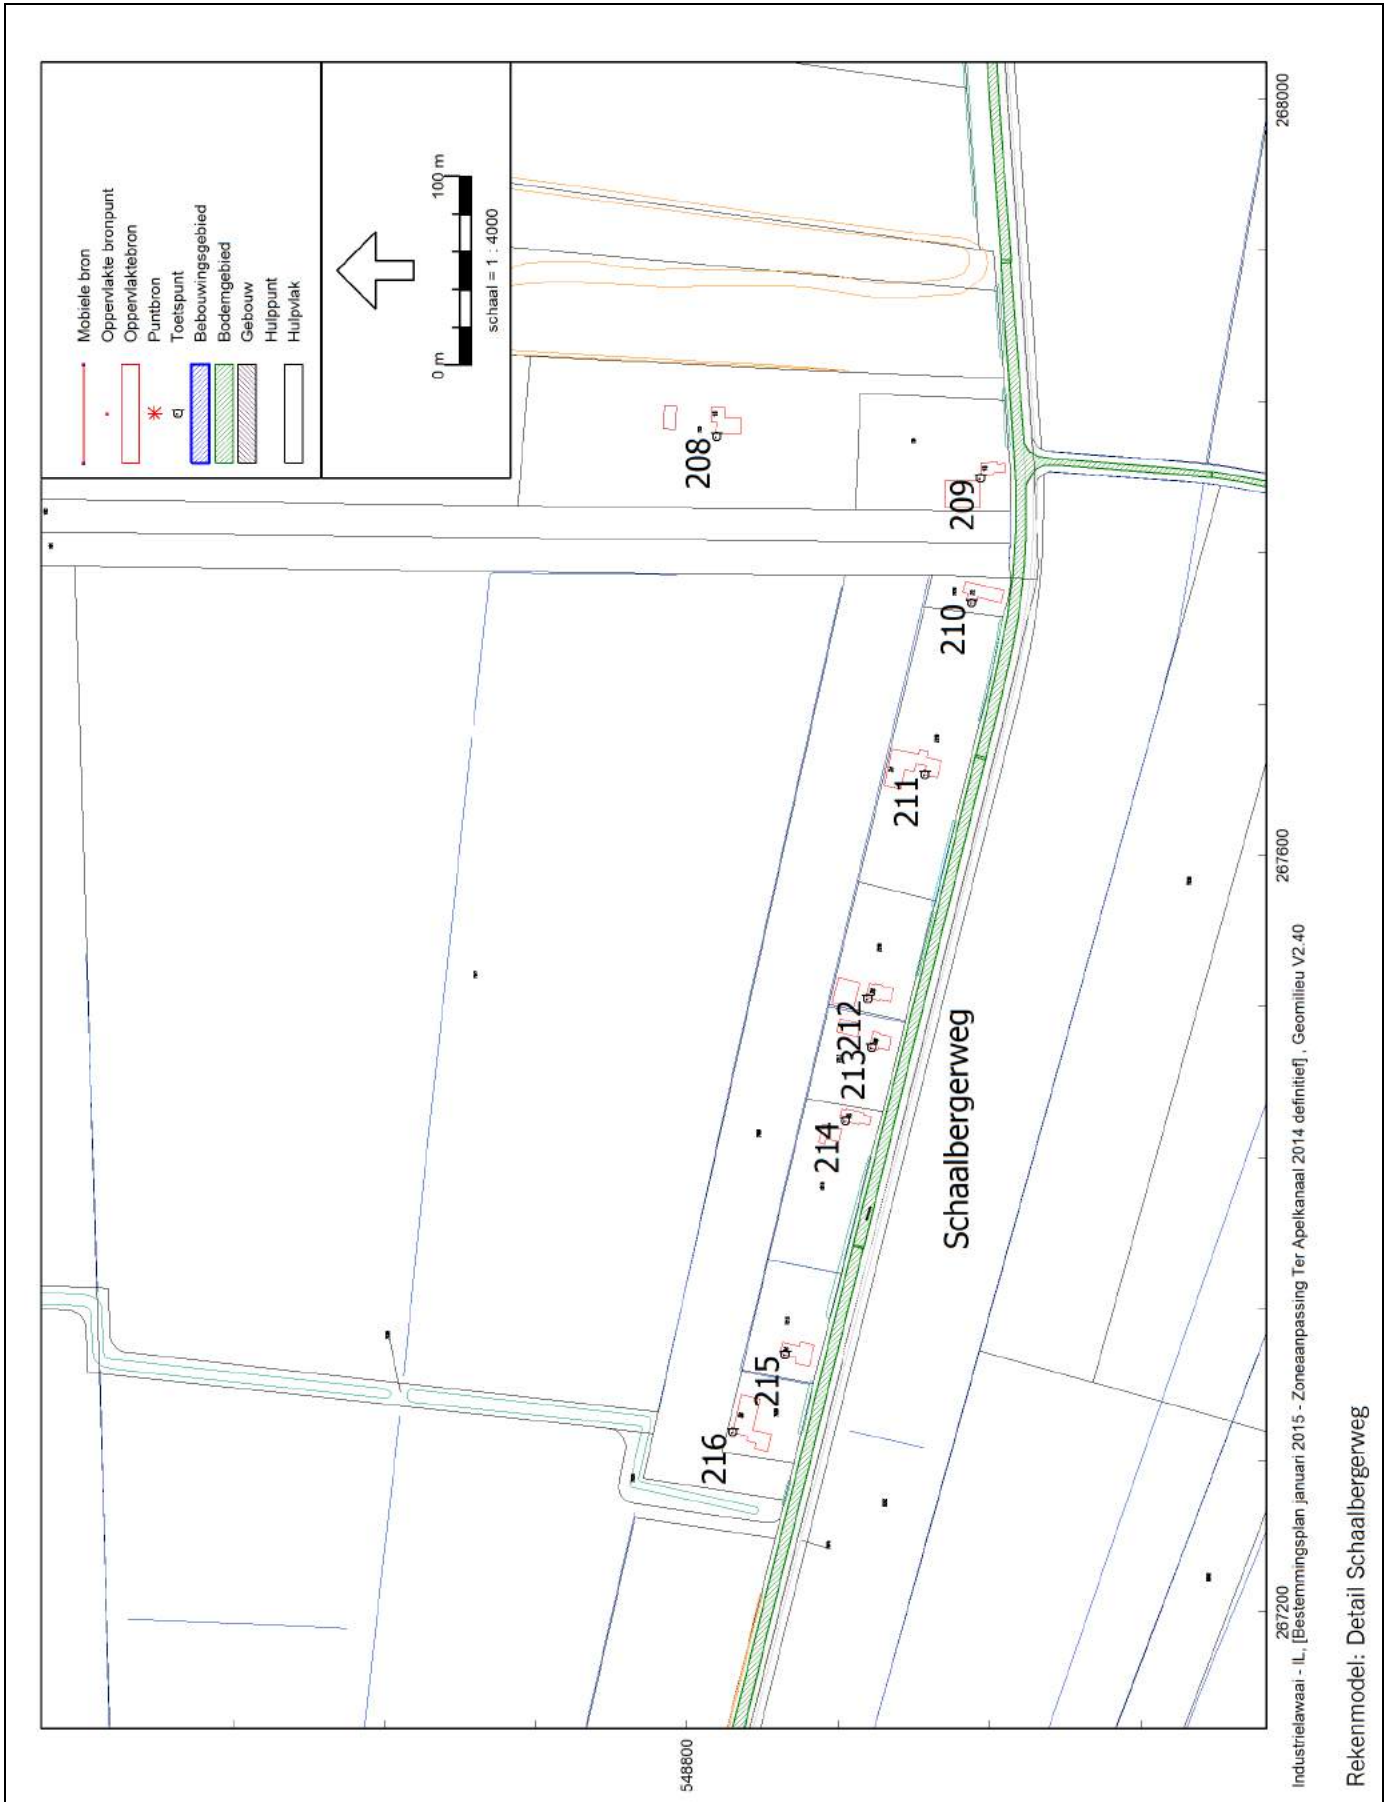 Mobiele bron
Oppervlakte bronpunt
Oppervlaktebron
Puntbron
Toetspunt
Bebouwingsgebied
Bodemgebied
Gebouw
Hulppunt
Hulpvlak
0 m
100 m
schaal = 1 : 4000
208
209
210
211
212
213
214
215
216
Schaalbergerweg
548800
267200
267600
268000
Industrielawaai - IL, [Bestemmingsplan januari 2015 - Zoneaanpassing Ter Apelkanaal 2014 definitief] , Geomilieu V2.40
Rekenmodel: Detail Schaalbergerweg